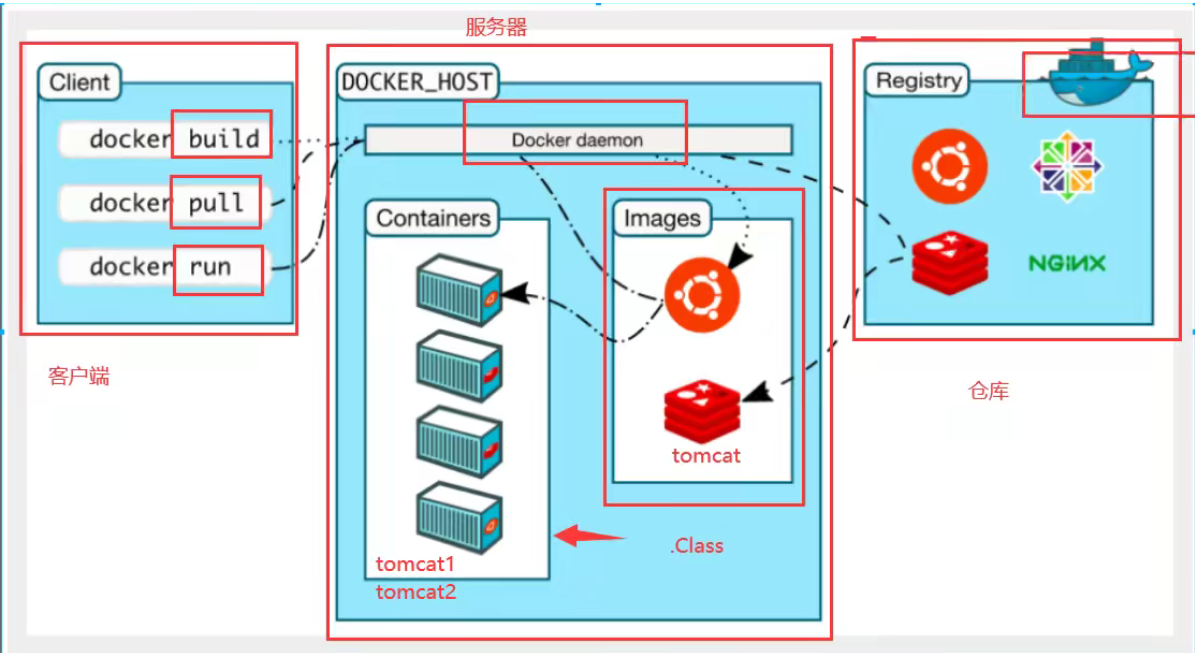 服务器
Client
DOCKER_HOST
Registry
docker build
Docker daemon
docker pull
Containers
Images
docker run
NGINX
客户端
仓库
tomcat
.Class
tomcat1
tomcat2